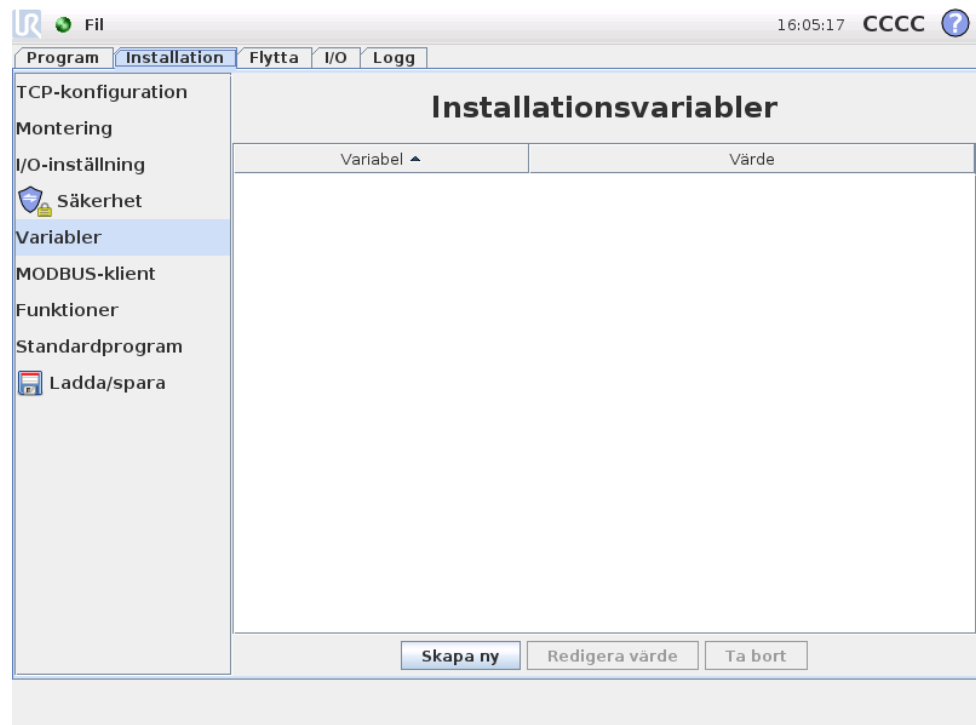 UR Fil 16:05:17 CCCC ?
Program Installation Flytta I/O Logg
TCP-konfiguration
Montering
I/O-inställning
Säkerhet
Variabler
MODBUS-klient
Funktioner
Standardprogram
Ladda/spara
Installationsvariabler
Variabel Värde
Skapa ny Redigera värde Ta bort